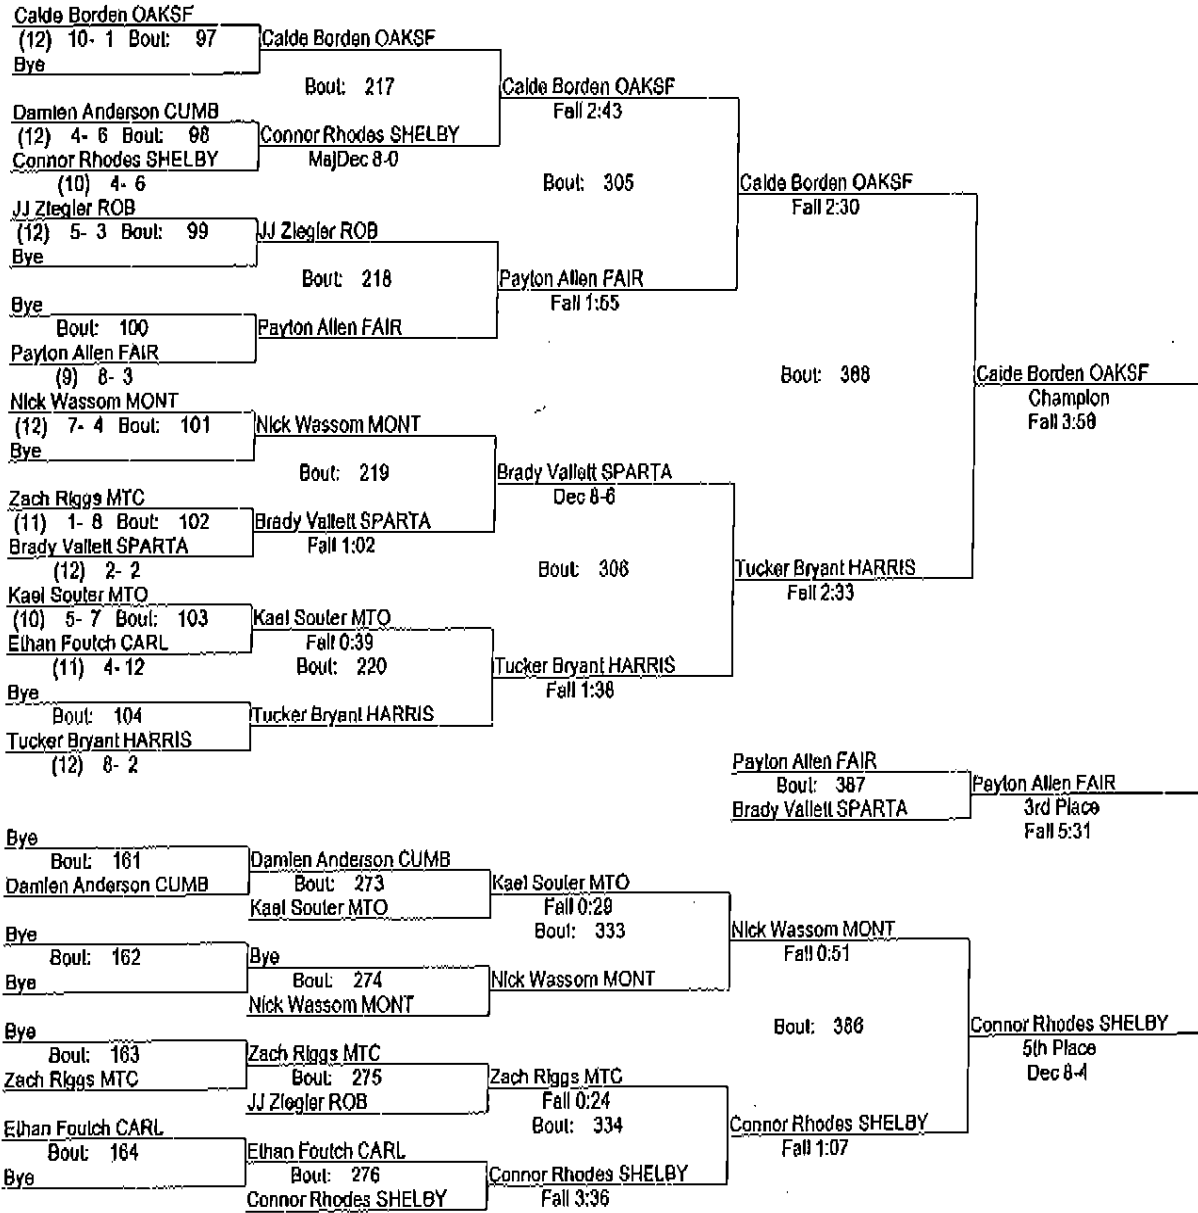 Caide Borden OAKSF
(12) 10- 1 Bout: 97
Bye
Caide Borden OAKSF
Bout: 217
Caide Borden OAKSF
Fall 2:43
Damien Anderson CUMB
(12) 4- 6 Bout: 98
Connor Rhodes SHELBY
(10) 4- 6
Connor Rhodes SHELBY
MajDec 8-0
Bout: 305
Caide Borden OAKSF
Fall 2:30
JJ Ziegler ROB
(12) 5- 3 Bout: 99
Bye
JJ Ziegler ROB
Bout: 218
Payton Allen FAIR
Fall 1:55
Bye
Bout: 100
Payton Allen FAIR
(9) 8- 3
Payton Allen FAIR
Bout: 388
Caide Borden OAKSF
Champion
Fall 3:58
Nick Wassom MONT
(12) 7- 4 Bout: 101
Bye
Nick Wassom MONT
Bout: 219
Brady Vallett SPARTA
Dec 8-6
Zach Riggs MTC
(11) 1- 8 Bout: 102
Brady Vallett SPARTA
(12) 2- 2
Brady Vallett SPARTA
Fall 1:02
Bout: 306
Tucker Bryant HARRIS
Fall 2:33
Kael Souter MTO
(10) 5- 7 Bout: 103
Ethan Foutch CARL
(11) 4- 12
Kael Souter MTO
Fall 0:39
Bout: 220
Tucker Bryant HARRIS
Fall 1:38
Bye
Bout: 104
Tucker Bryant HARRIS
(12) 8- 2
Tucker Bryant HARRIS
Payton Allen FAIR
Bout: 387
Brady Vallett SPARTA
Payton Allen FAIR
3rd Place
Fall 5:31
Bye
Bout: 161
Damien Anderson CUMB
Damien Anderson CUMB
Bout: 273
Kael Souter MTO
Kael Souter MTO
Fall 0:29
Bout: 333
Nick Wassom MONT
Fall 0:51
Bye
Bout: 162
Bye
Bye
Bout: 274
Nick Wassom MONT
Nick Wassom MONT
Bout: 386
Connor Rhodes SHELBY
5th Place
Dec 8-4
Bye
Bout: 163
Zach Riggs MTC
Zach Riggs MTC
Bout: 275
JJ Ziegler ROB
Zach Riggs MTC
Fall 0:24
Bout: 334
Connor Rhodes SHELBY
Fall 1:07
Ethan Foutch CARL
Bout: 164
Bye
Ethan Foutch CARL
Bout: 276
Connor Rhodes SHELBY
Connor Rhodes SHELBY
Fall 3:36